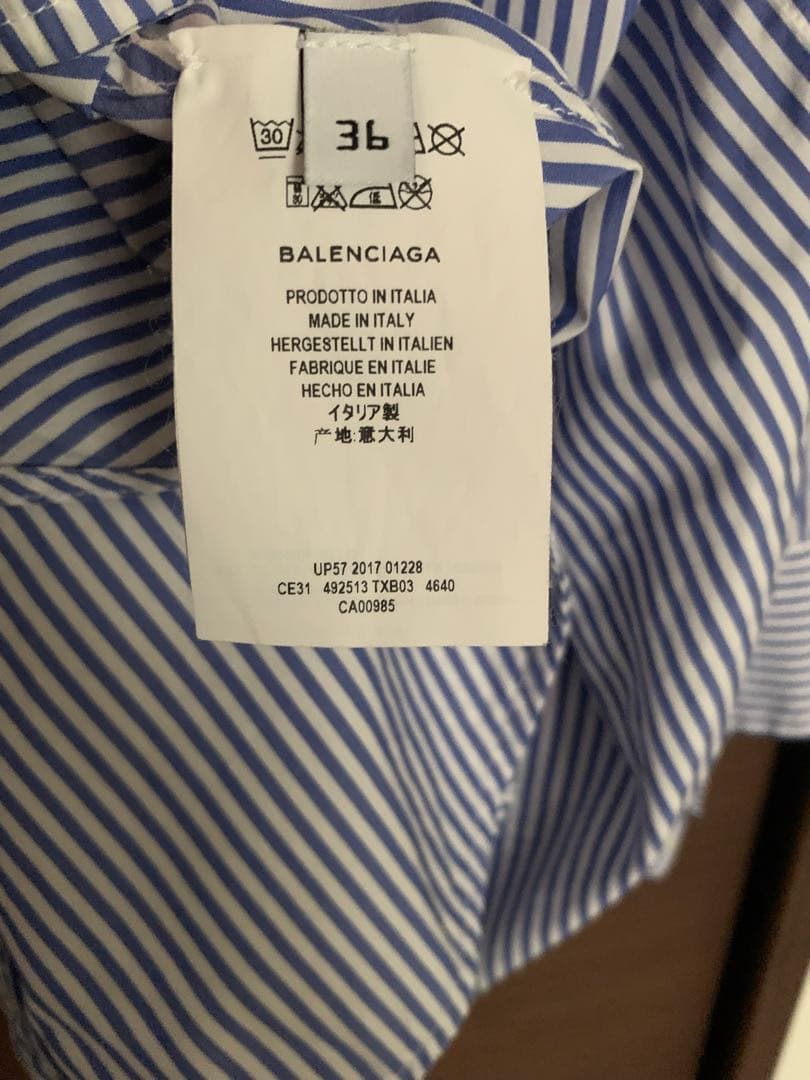 30
36
低
BALENCIAGA
PRODOTTO IN ITALIA
MADE IN ITALY
HERGESTELLT IN ITALIEN
FABRIQUE EN ITALIE
HECHO EN ITALIA
イタリア製
产地:意大利
UP57 2017 01228
CE31 492513 TXB03 4640
CA00985